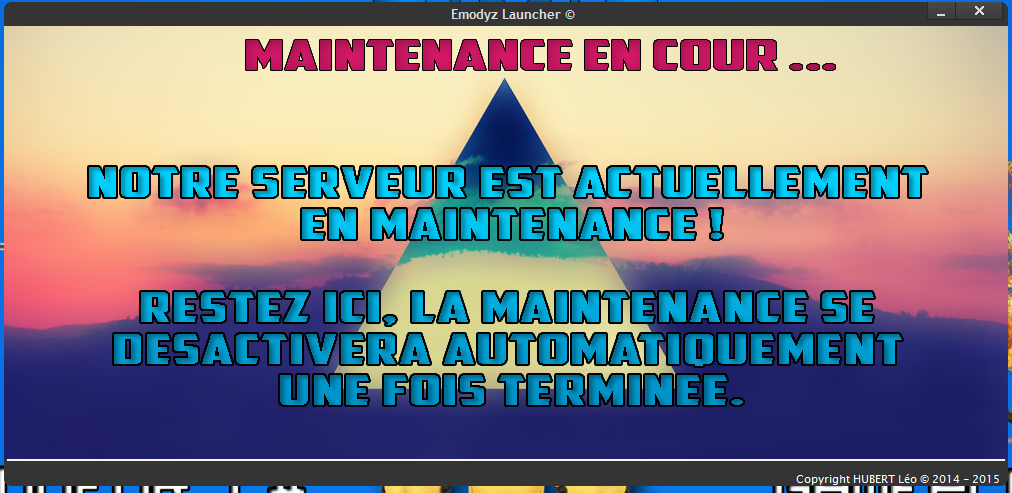 Emodyz Launcher ©
MAINTENANCE EN COUR ...
NOTRE SERVEUR EST ACTUELLEMENT
EN MAINTENANCE !
RESTEZ ICI, LA MAINTENANCE SE
DESACTIVERA AUTOMATIQUEMENT
UNE FOIS TERMINEE.
Copyright HUBERT Léo © 2014 - 2015